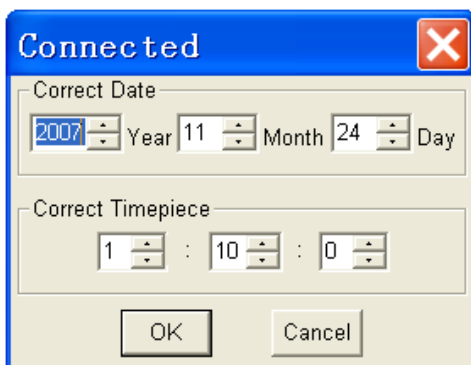 Connected
Correct Date
2007 Year 11 Month 24 Day
Correct Timepiece
1 : 10 : 0
OK Cancel